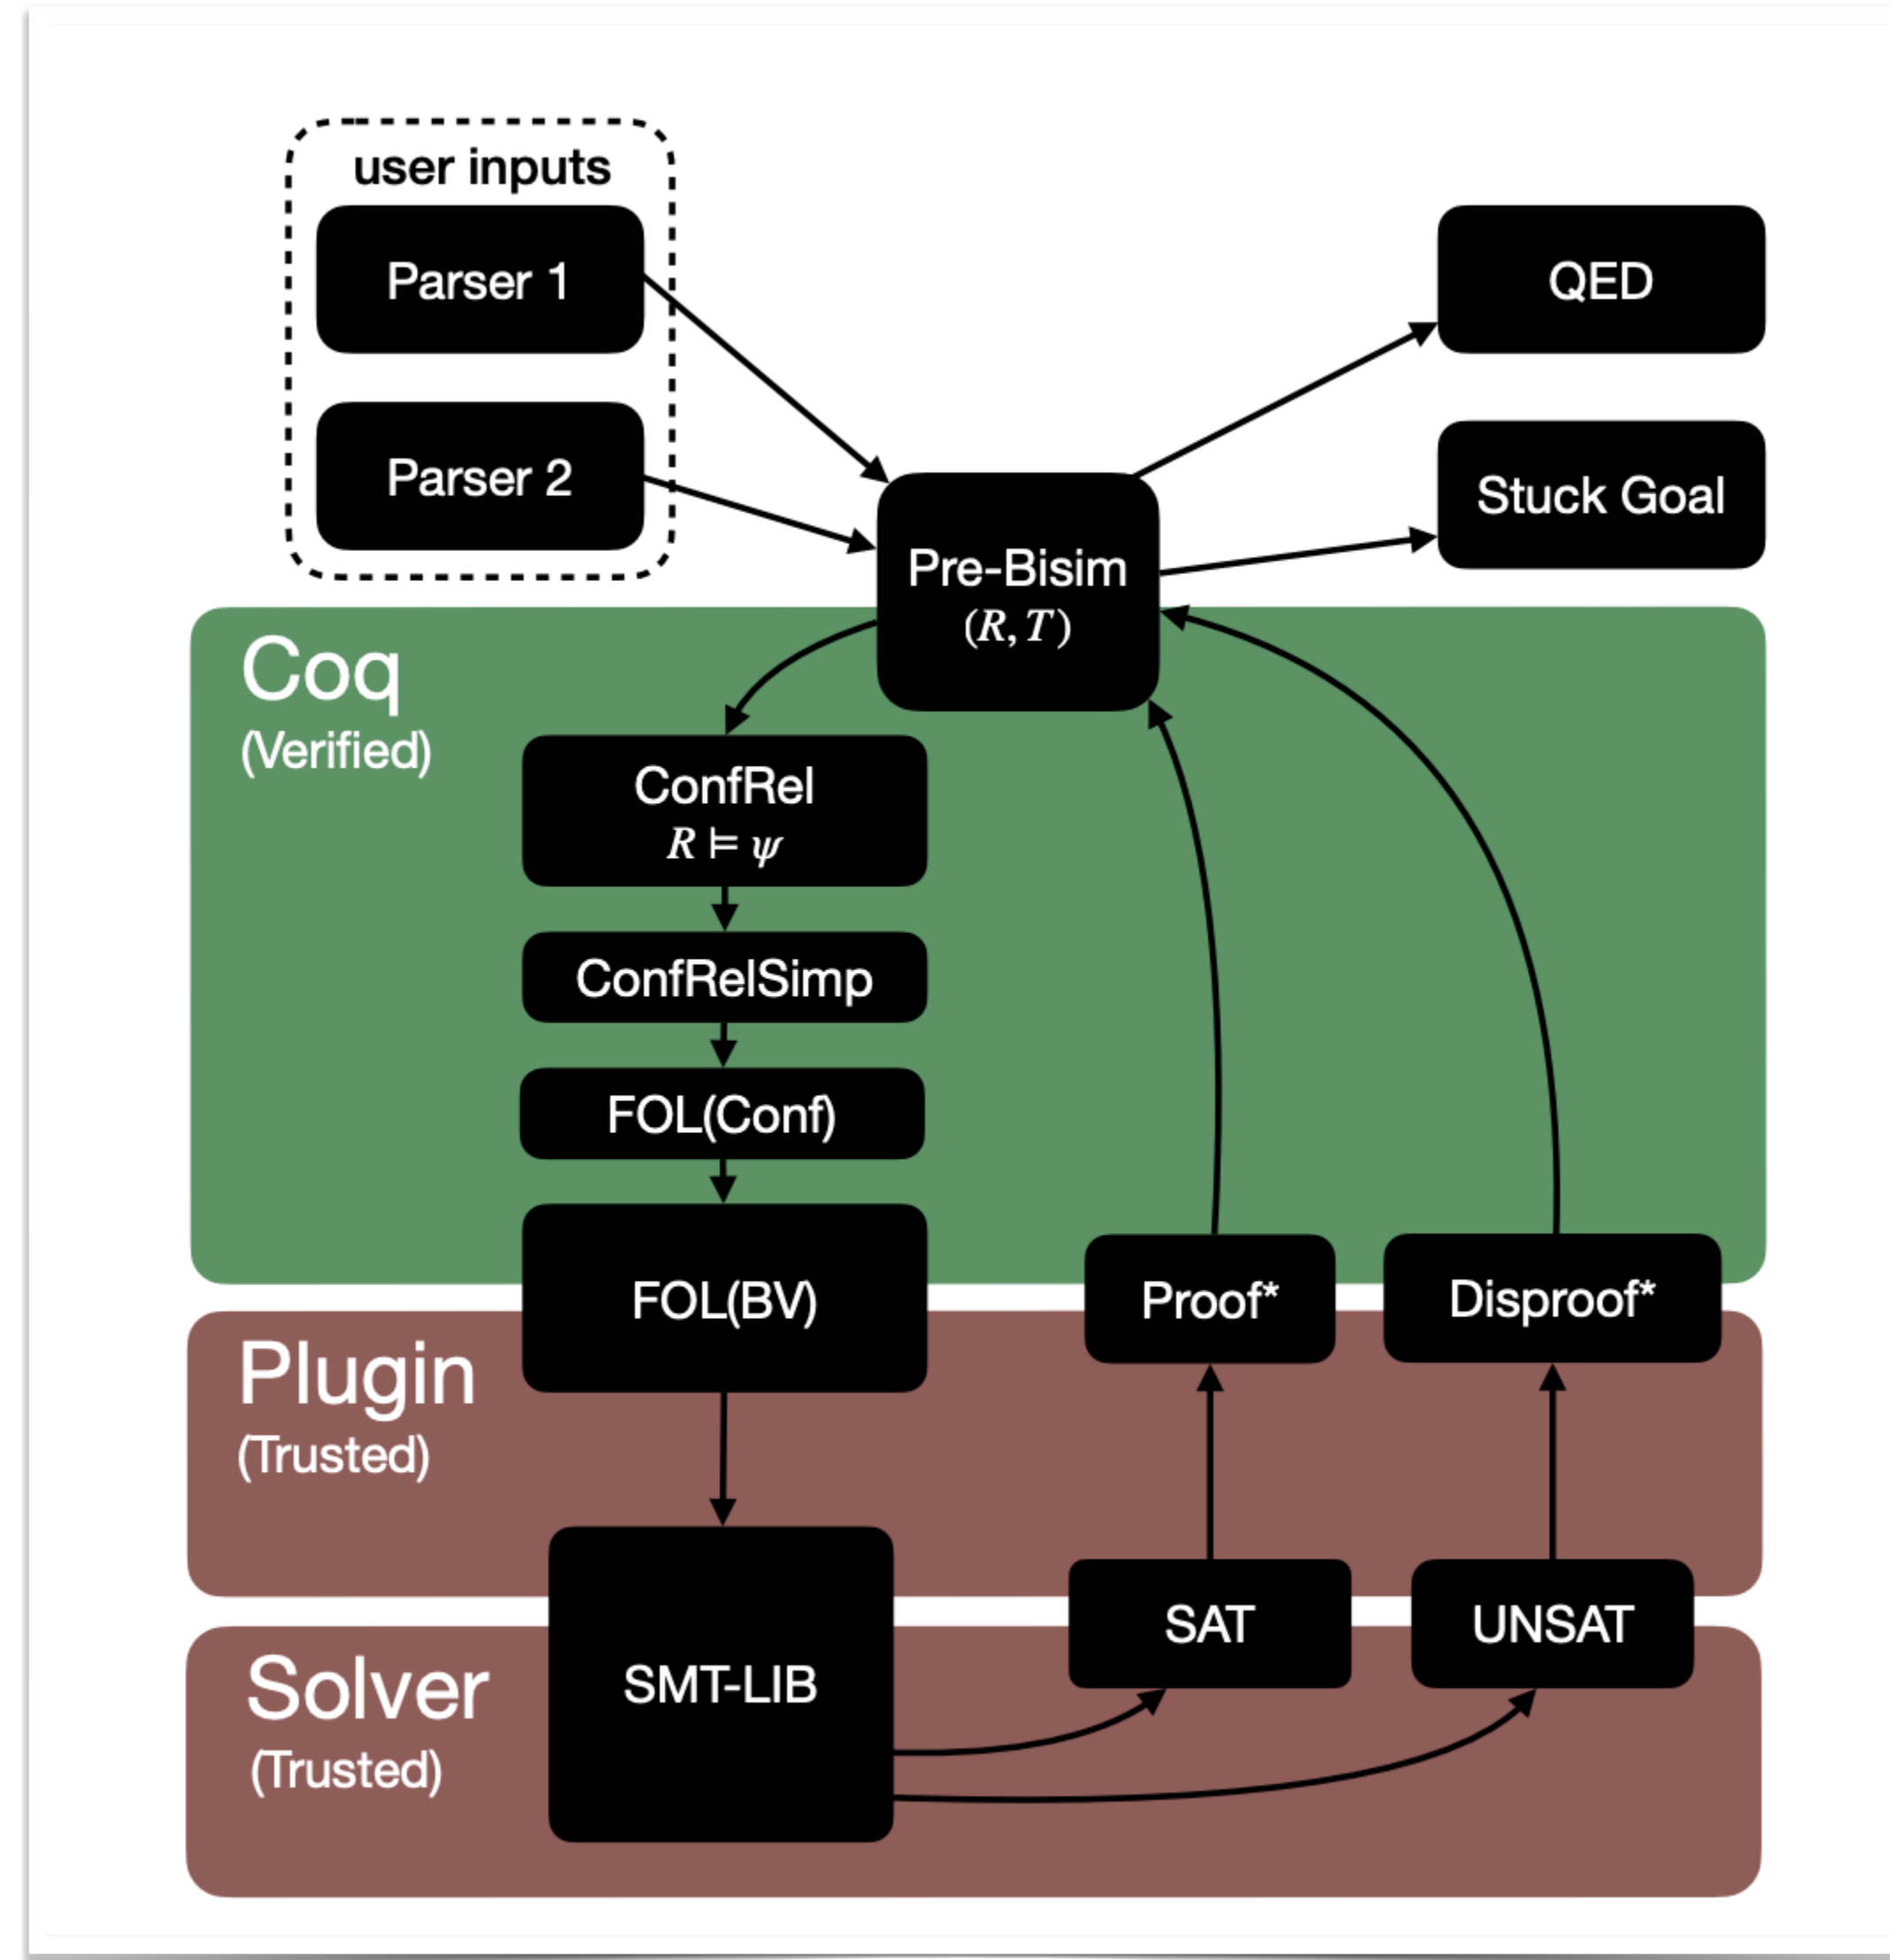 user inputs
Parser 1
Parser 2
QED
Stuck Goal
Pre-Bisim
(R, T)
Coq
(Verified)
ConfRel
R ⊨ ψ
ConfRelSimp
FOL(Conf)
FOL(BV)
Proof*
Disproof*
Plugin
(Trusted)
SMT-LIB
SAT
UNSAT
Solver
(Trusted)